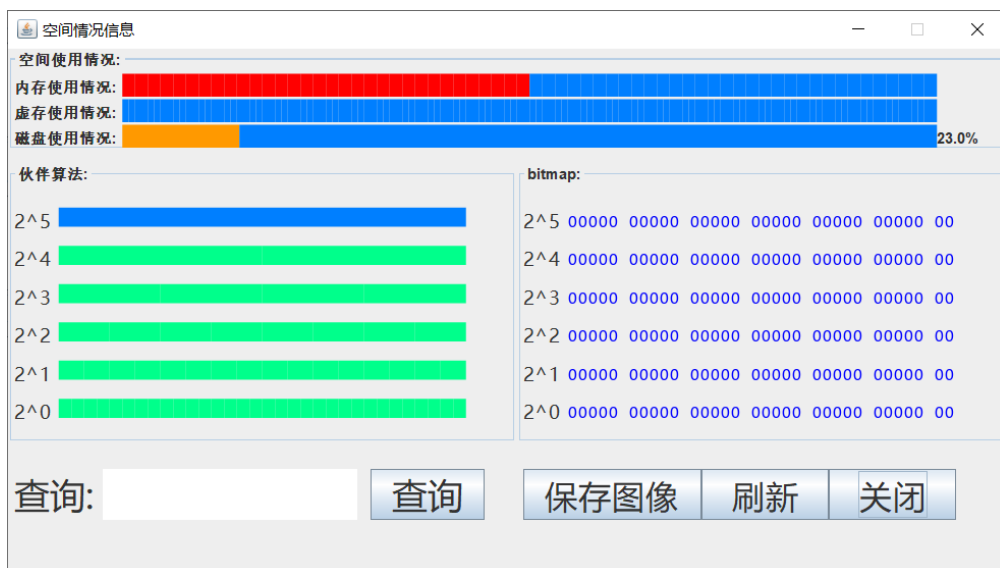 空间情况信息
空间使用情况:
内存使用情况:
虚存使用情况:
磁盘使用情况: 23.0%
伙伴算法:
2^5
2^4
2^3
2^2
2^1
2^0
bitmap:
2^5 00000 00000 00000 00000 00000 00000 00
2^4 00000 00000 00000 00000 00000 00000 00
2^3 00000 00000 00000 00000 00000 00000 00
2^2 00000 00000 00000 00000 00000 00000 00
2^1 00000 00000 00000 00000 00000 00000 00
2^0 00000 00000 00000 00000 00000 00000 00
查询: 查询 保存图像 刷新 关闭